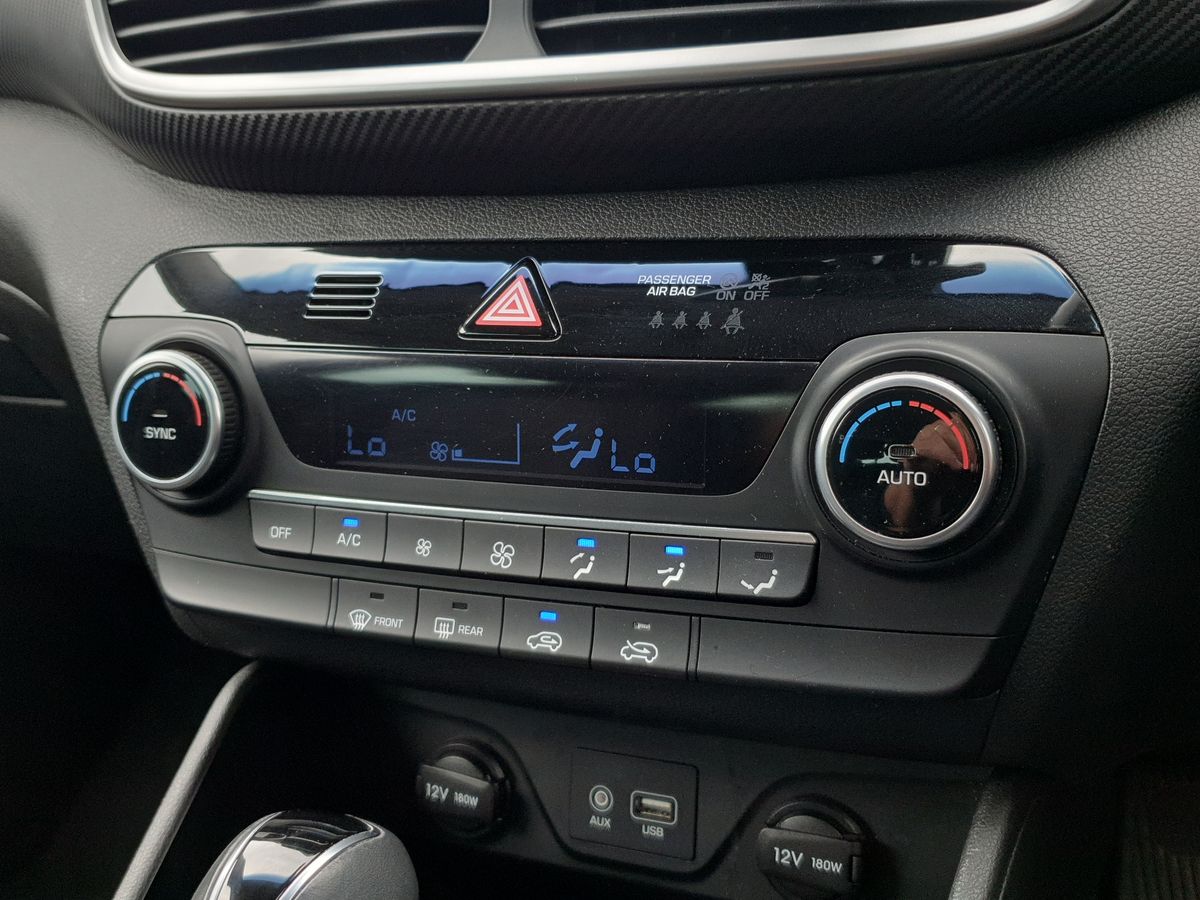 PASSENGER
AIR BAG
ON OFF
SYNC
A/C
Lo
Lo
AUTO
OFF
A/C
FRONT
REAR
12V 180W
AUX
USB
12V 180W